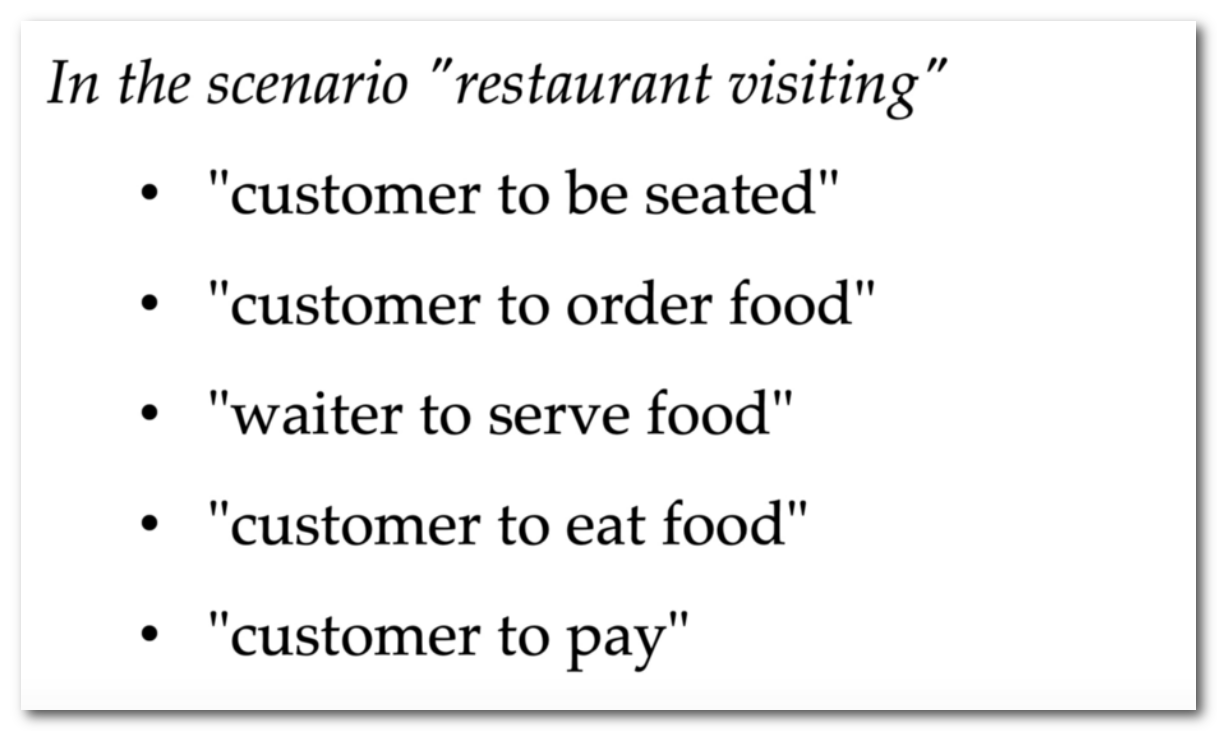 In the scenario "restaurant visiting"
• "customer to be seated"
• "customer to order food"
• "waiter to serve food"
• "customer to eat food"
• "customer to pay"